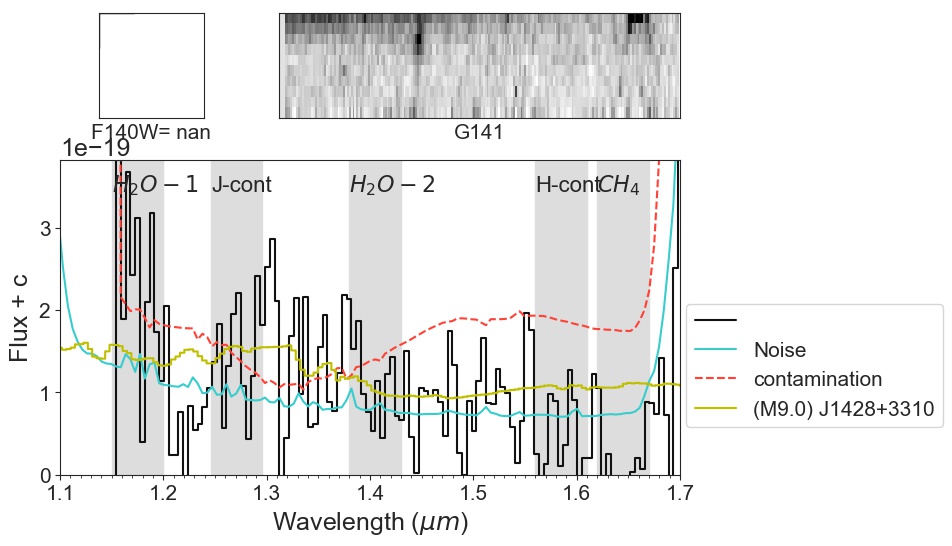 F140W= nan
G141
1e−19
H₂O − 1
J-cont
H₂O − 2
H-cont
CH₄
3
2
1
0
Flux + c
1.1
1.2
1.3
1.4
1.5
1.6
1.7
Wavelength (μm)
Noise
contamination
(M9.0) J1428+3310